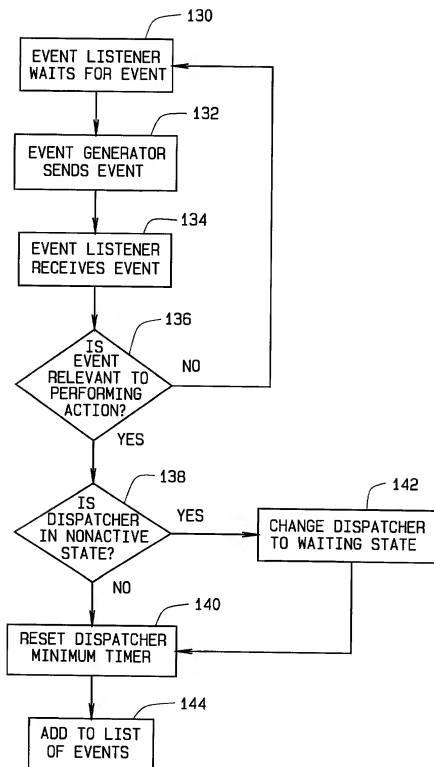 130
EVENT LISTENER
WAITS FOR EVENT
132
EVENT GENERATOR
SENDS EVENT
134
EVENT LISTENER
RECEIVES EVENT
136
IS
EVENT
RELEVANT TO
PERFORMING
ACTION?
NO
YES
138
IS
DISPATCHER
IN NONACTIVE
STATE?
YES
NO
142
CHANGE DISPATCHER
TO WAITING STATE
140
RESET DISPATCHER
MINIMUM TIMER
144
ADD TO LIST
OF EVENTS